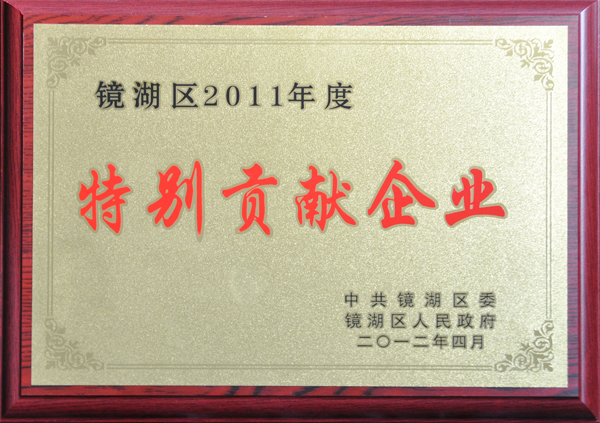 镜湖区2011年度
特别贡献企业
中共镜湖区委
镜湖区人民政府
二〇一二年四月